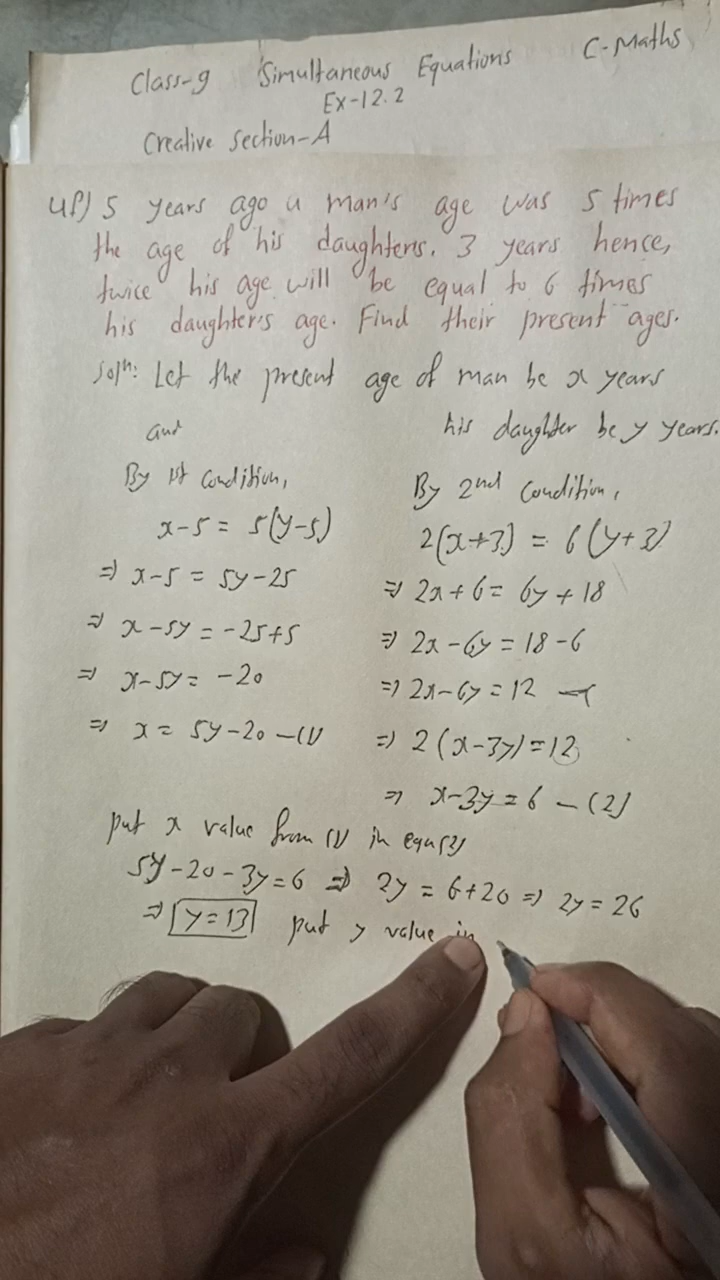 Class-9 Simultaneous Equations C-Maths
Ex-12.2
Creative section-A
4f) 5 years ago a man's age was 5 times
the age of his daughters. 3 years hence,
twice his age will be equal to 6 times
his daughter's age. Find their present ages.
Solⁿ: Let the present age of man be x years
and his daughter be y years.
By 1st Condition,
x-5 = 5(y-5)
⇒ x-5 = 5y-25
⇒ x-5y = -25+5
⇒ x-5y = -20
⇒ x = 5y-20 -(1)
By 2nd Condition,
2(x+3) = 6(y+3)
⇒ 2x+6 = 6y+18
⇒ 2x-6y = 18-6
⇒ 2x-6y = 12
⇒ 2(x-3y) = 12
⇒ x-3y = 6 -(2)
put x value from (1) in eqn(2)
5y-20-3y=6 ⇒ 2y = 6+20 ⇒ 2y = 26
⇒ y=13 put y value in